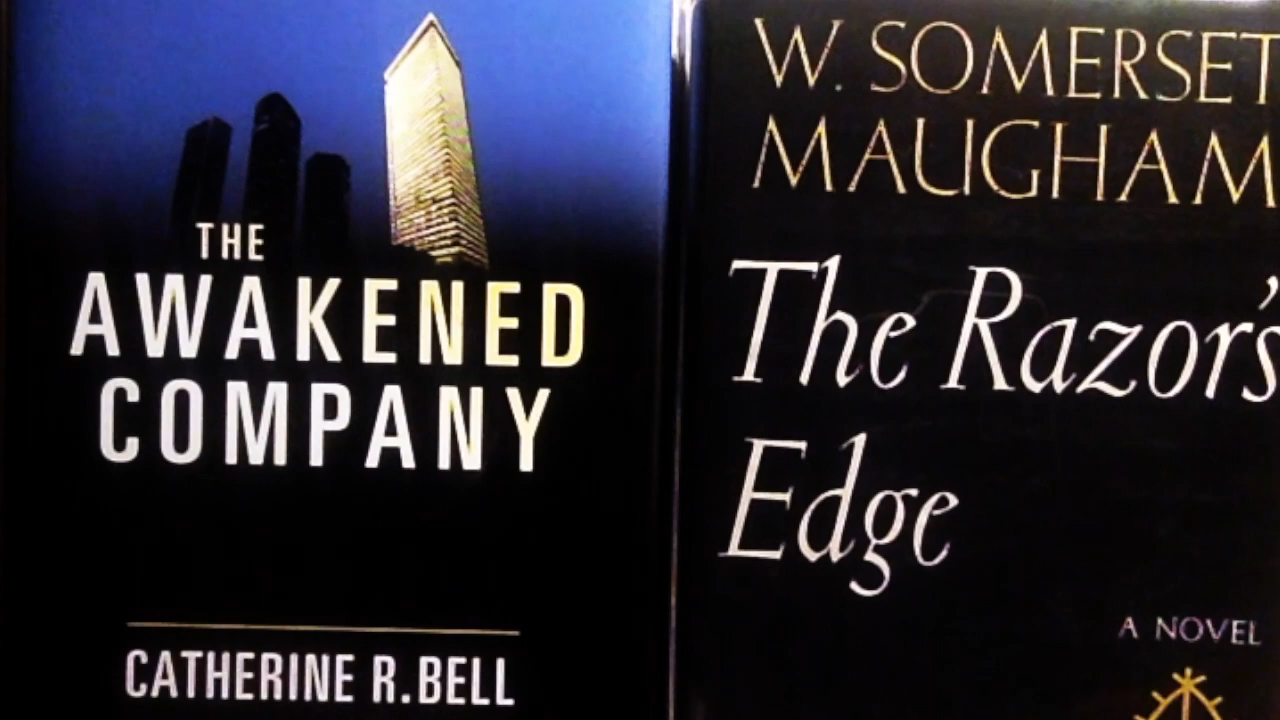 THE
AWAKENED
COMPANY
CATHERINE R. BELL
W. SOMERSET
MAUGHAM
The Razor's
Edge
A NOVEL